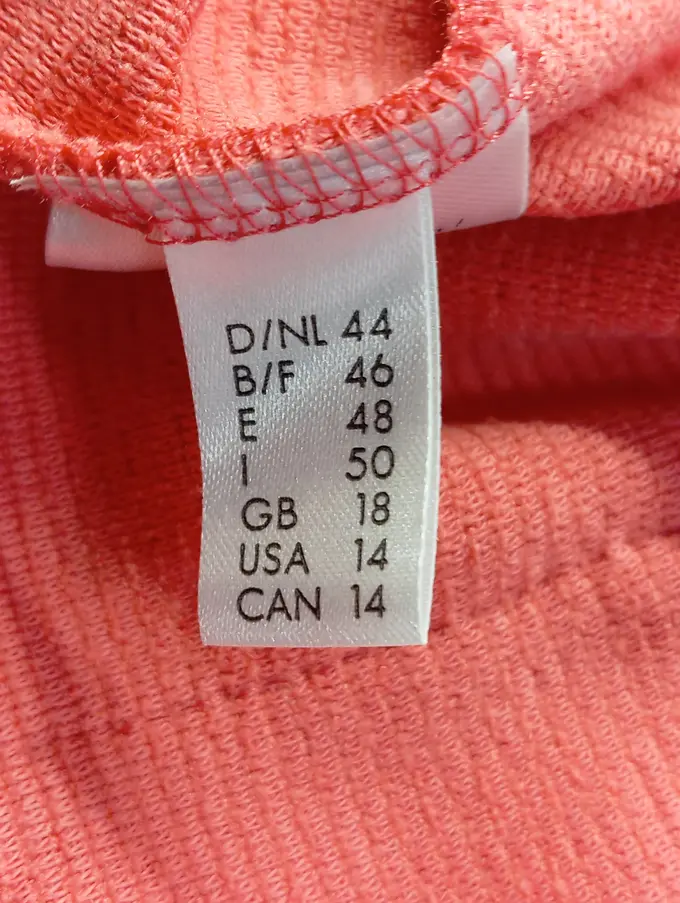 D/NL 44
B/F 46
E 48
I 50
GB 18
USA 14
CAN 14